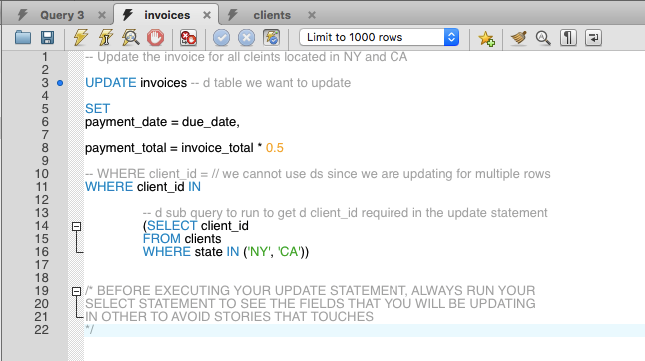 Query 3
invoices
clients
Limit to 1000 rows
1 -- Update the invoice for all cleints located in NY and CA
2
3 UPDATE invoices -- d table we want to update
4
5 SET
6 payment_date = due_date,
7
8 payment_total = invoice_total * 0.5
9
10 -- WHERE client_id = // we cannot use ds since we are updating for multiple rows
11 WHERE client_id IN
12
13 -- d sub query to run to get d client_id required in the update statement
14 (SELECT client_id
15 FROM clients
16 WHERE state IN ('NY', 'CA'))
17
18
19 /* BEFORE EXECUTING YOUR UPDATE STATEMENT, ALWAYS RUN YOUR
20 SELECT STATEMENT TO SEE THE FIELDS THAT YOU WILL BE UPDATING
21 IN OTHER TO AVOID STORIES THAT TOUCHES
22 */